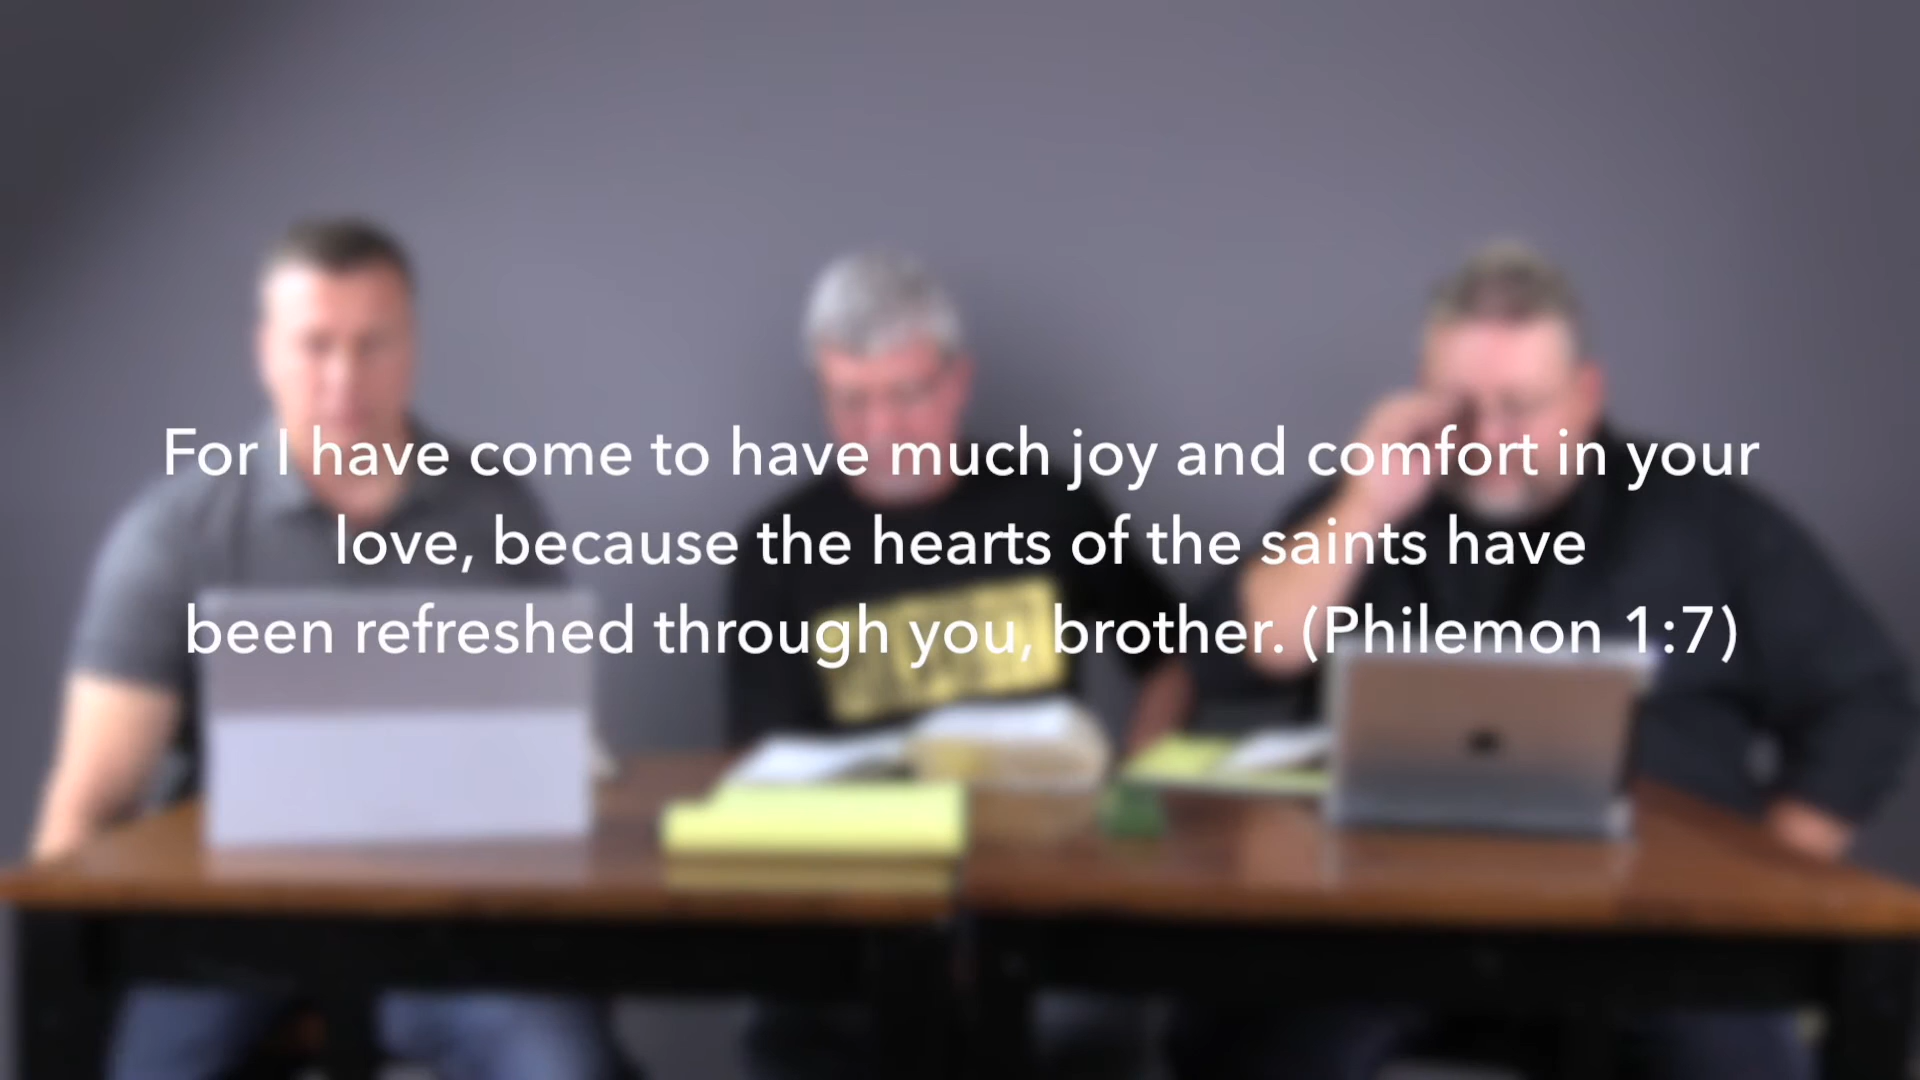 For I have come to have much joy and comfort in your
love, because the hearts of the saints have
been refreshed through you, brother. (Philemon 1:7)